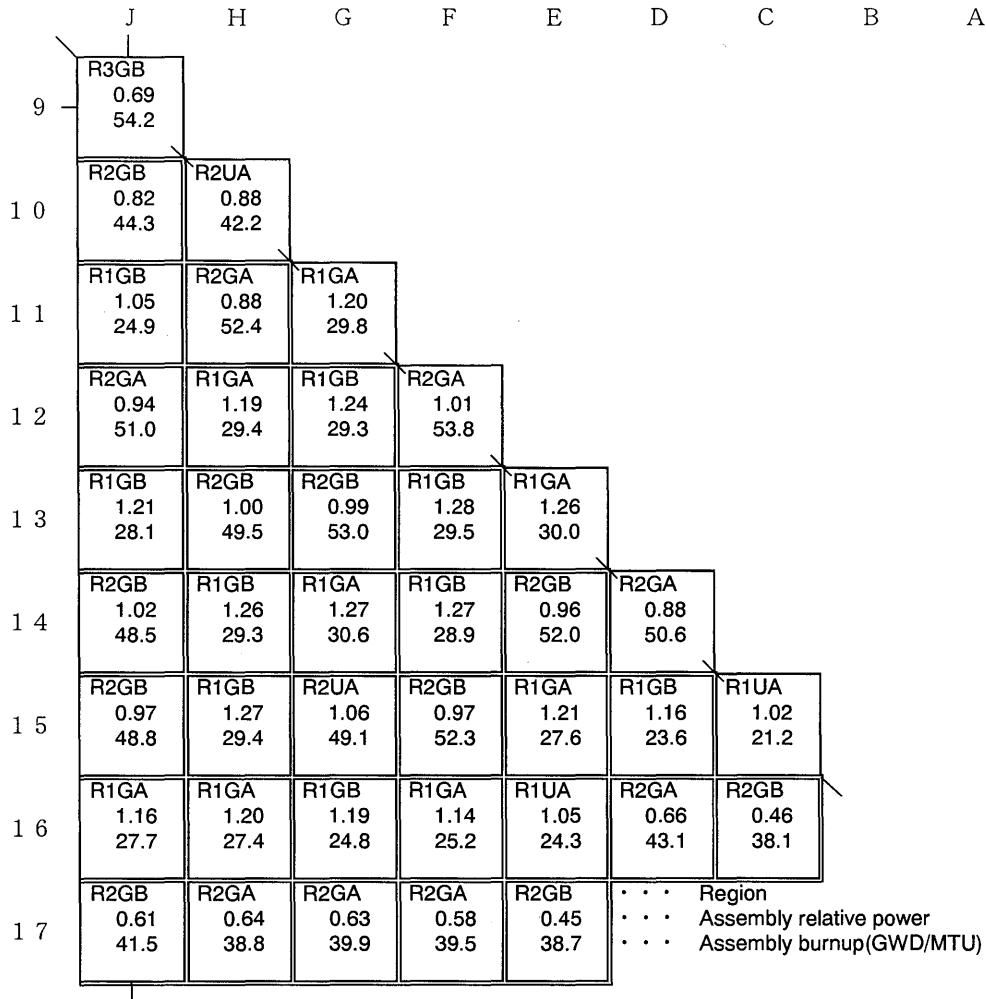 J H G F E D C B A
9
R3GB
0.69
54.2
10
R2GB R2UA
0.82 0.88
44.3 42.2
11
R1GB R2GA R1GA
1.05 0.88 1.20
24.9 52.4 29.8
12
R2GA R1GA R1GB R2GA
0.94 1.19 1.24 1.01
51.0 29.4 29.3 53.8
13
R1GB R2GB R2GB R1GB R1GA
1.21 1.00 0.99 1.28 1.26
28.1 49.5 53.0 29.5 30.0
14
R2GB R1GB R1GA R1GB R2GB R2GA
1.02 1.26 1.27 1.27 0.96 0.88
48.5 29.3 30.6 28.9 52.0 50.6
15
R2GB R1GB R2UA R2GB R1GA R1GB R1UA
0.97 1.27 1.06 0.97 1.21 1.16 1.02
48.8 29.4 49.1 52.3 27.6 23.6 21.2
16
R1GA R1GA R1GB R1GA R1UA R2GA R2GB
1.16 1.20 1.19 1.14 1.05 0.66 0.46
27.7 27.4 24.8 25.2 24.3 43.1 38.1
17
R2GB R2GA R2GA R2GA R2GB · · · Region
0.61 0.64 0.63 0.58 0.45 · · · Assembly relative power
41.5 38.8 39.9 39.5 38.7 · · · Assembly burnup(GWD/MTU)